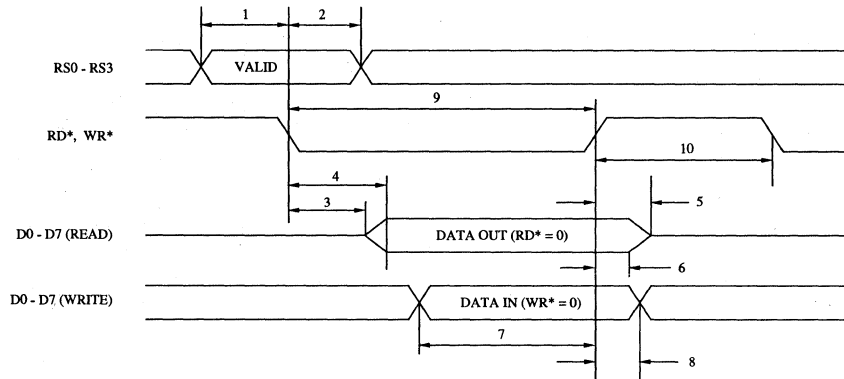 1 2
RS0 - RS3 VALID
9
RD*, WR*
10
4
3 5
D0 - D7 (READ) DATA OUT (RD* = 0)
6
D0 - D7 (WRITE) DATA IN (WR* = 0)
7
8